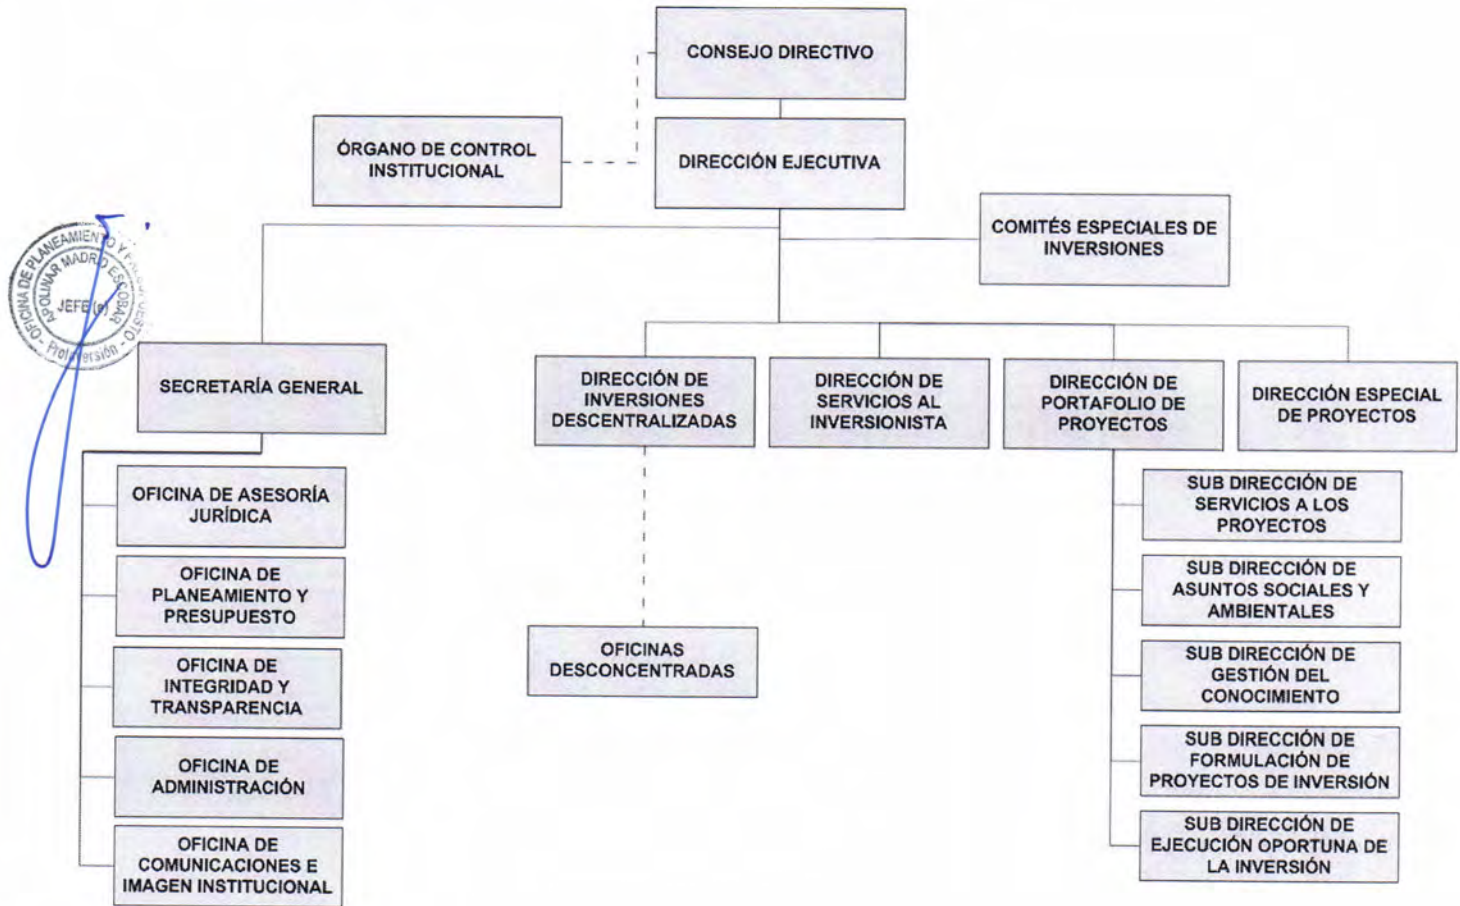 CONSEJO DIRECTIVO
ÓRGANO DE CONTROL
INSTITUCIONAL
DIRECCIÓN EJECUTIVA
COMITÉS ESPECIALES DE
INVERSIONES
OFICINA DE PLANEAMIENTO Y
APOLINAR MADRID ESCOBAR
JEFE (e)
ProInversión
SECRETARÍA GENERAL
DIRECCIÓN DE
INVERSIONES
DESCENTRALIZADAS
DIRECCIÓN DE
SERVICIOS AL
INVERSIONISTA
DIRECCIÓN DE
PORTAFOLIO DE
PROYECTOS
DIRECCIÓN ESPECIAL
DE PROYECTOS
OFICINA DE ASESORÍA
JURÍDICA
OFICINA DE
PLANEAMIENTO Y
PRESUPUESTO
OFICINA DE
INTEGRIDAD Y
TRANSPARENCIA
OFICINA DE
ADMINISTRACIÓN
OFICINA DE
COMUNICACIONES E
IMAGEN INSTITUCIONAL
OFICINAS
DESCONCENTRADAS
SUB DIRECCIÓN DE
SERVICIOS A LOS
PROYECTOS
SUB DIRECCIÓN DE
ASUNTOS SOCIALES Y
AMBIENTALES
SUB DIRECCIÓN DE
GESTIÓN DEL
CONOCIMIENTO
SUB DIRECCIÓN DE
FORMULACIÓN DE
PROYECTOS DE INVERSIÓN
SUB DIRECCIÓN DE
EJECUCIÓN OPORTUNA DE
LA INVERSIÓN